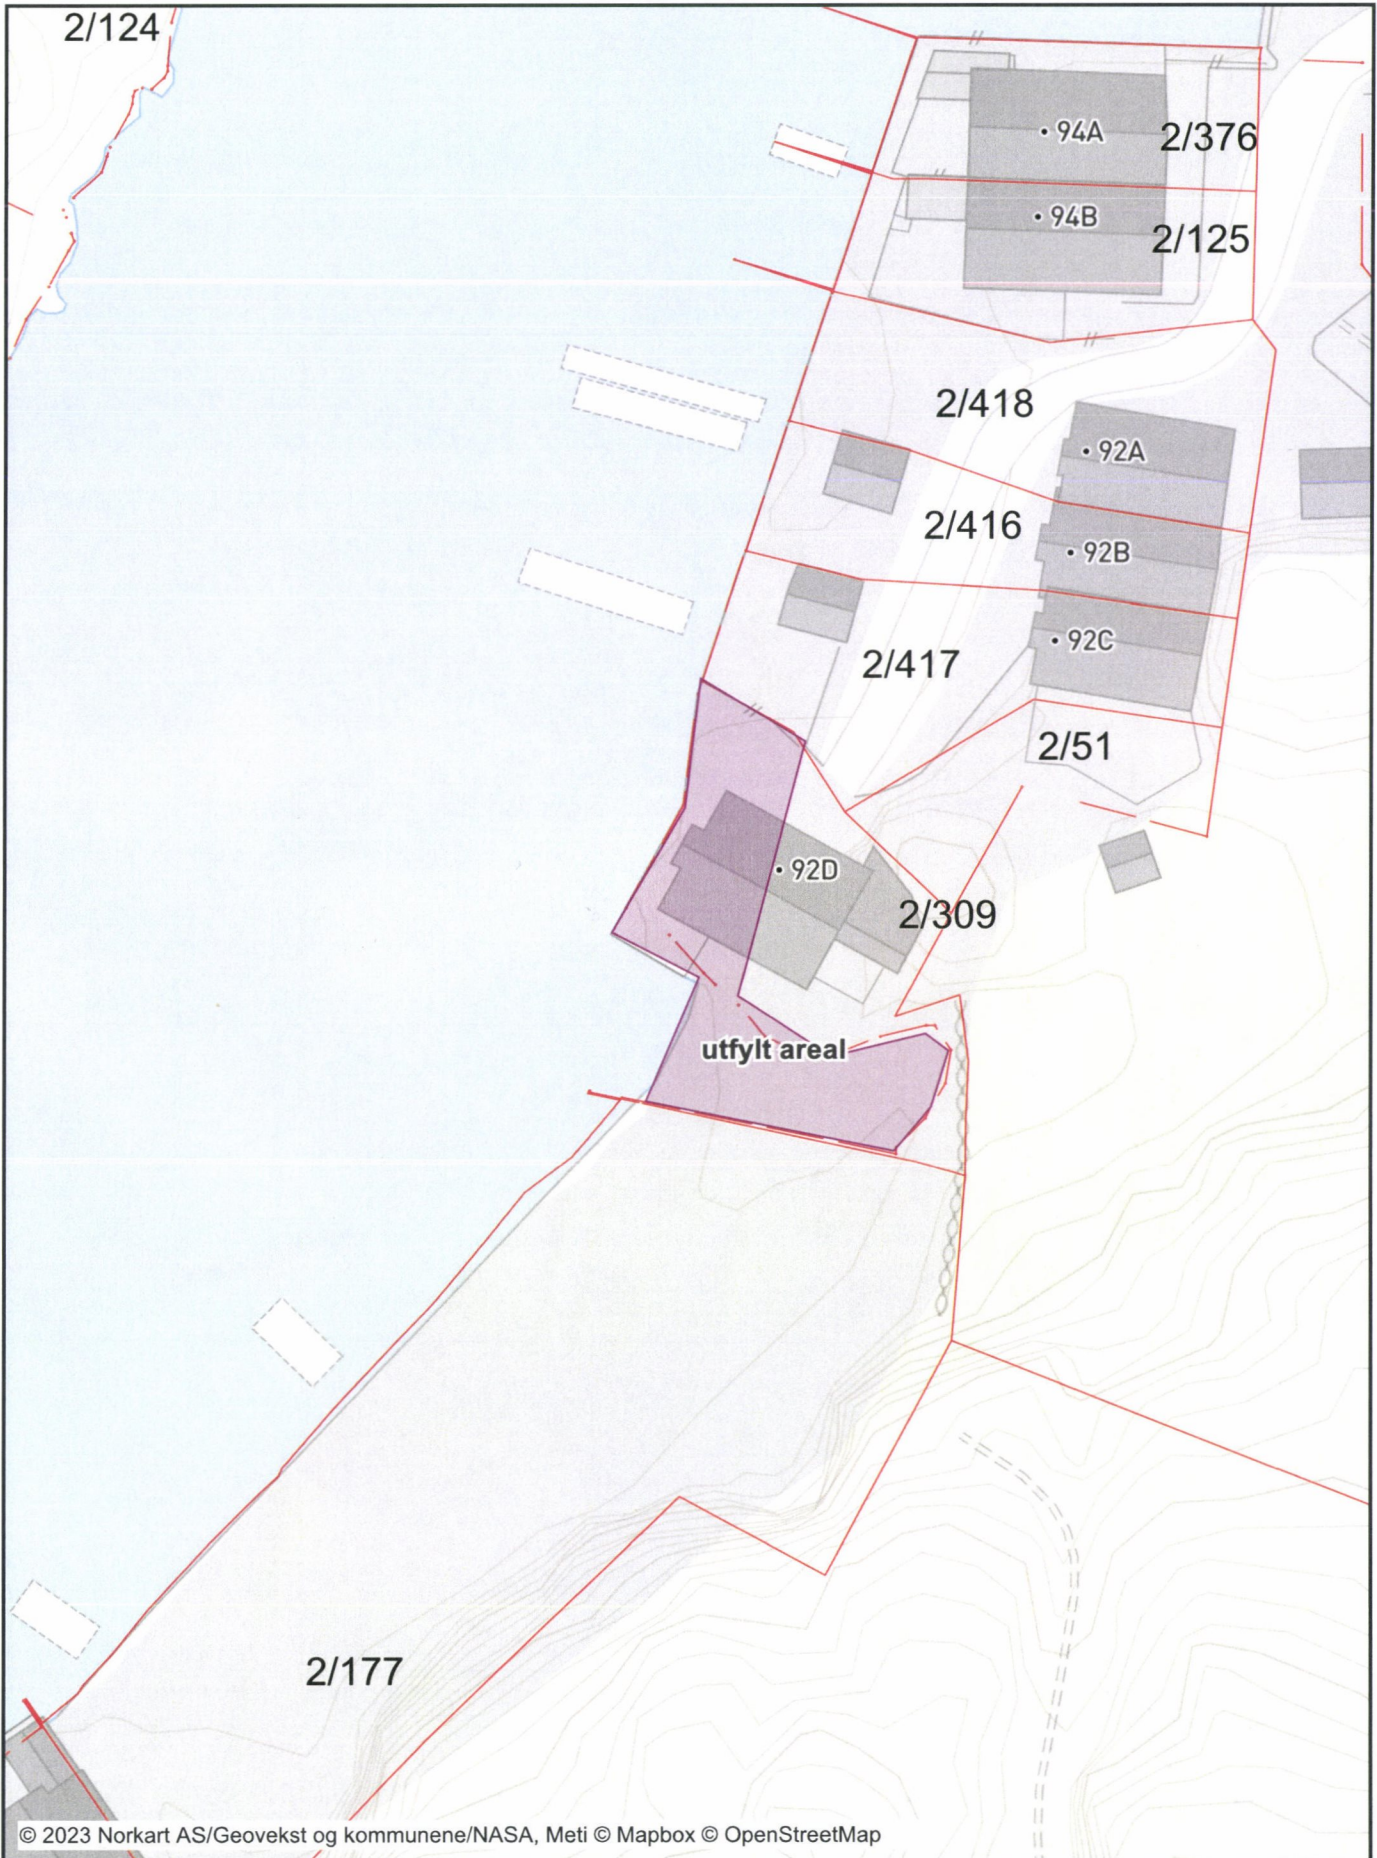 2/124
94A
2/376
94B
2/125
2/418
92A
2/416
92B
92C
2/417
2/51
92D
2/309
utfylt areal
2/177
© 2023 Norkart AS/Geovekst og kommunene/NASA, Meti © Mapbox © OpenStreetMap